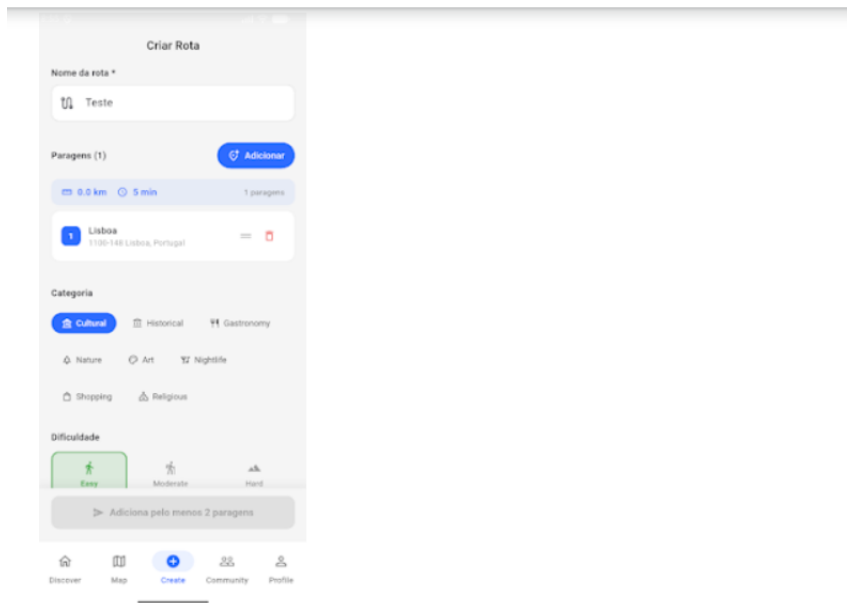 Criar Rota
Nome da rota *
Teste
Paragens (1)
Adicionar
0.0 km 5 min 1 paragens
1
Lisboa
1100-148 Lisboa, Portugal
Categoria
Cultural Historical Gastronomy
Nature Art Nightlife
Shopping Religious
Dificuldade
Easy Moderate Hard
Adiciona pelo menos 2 paragens
Discover Map Create Community Profile